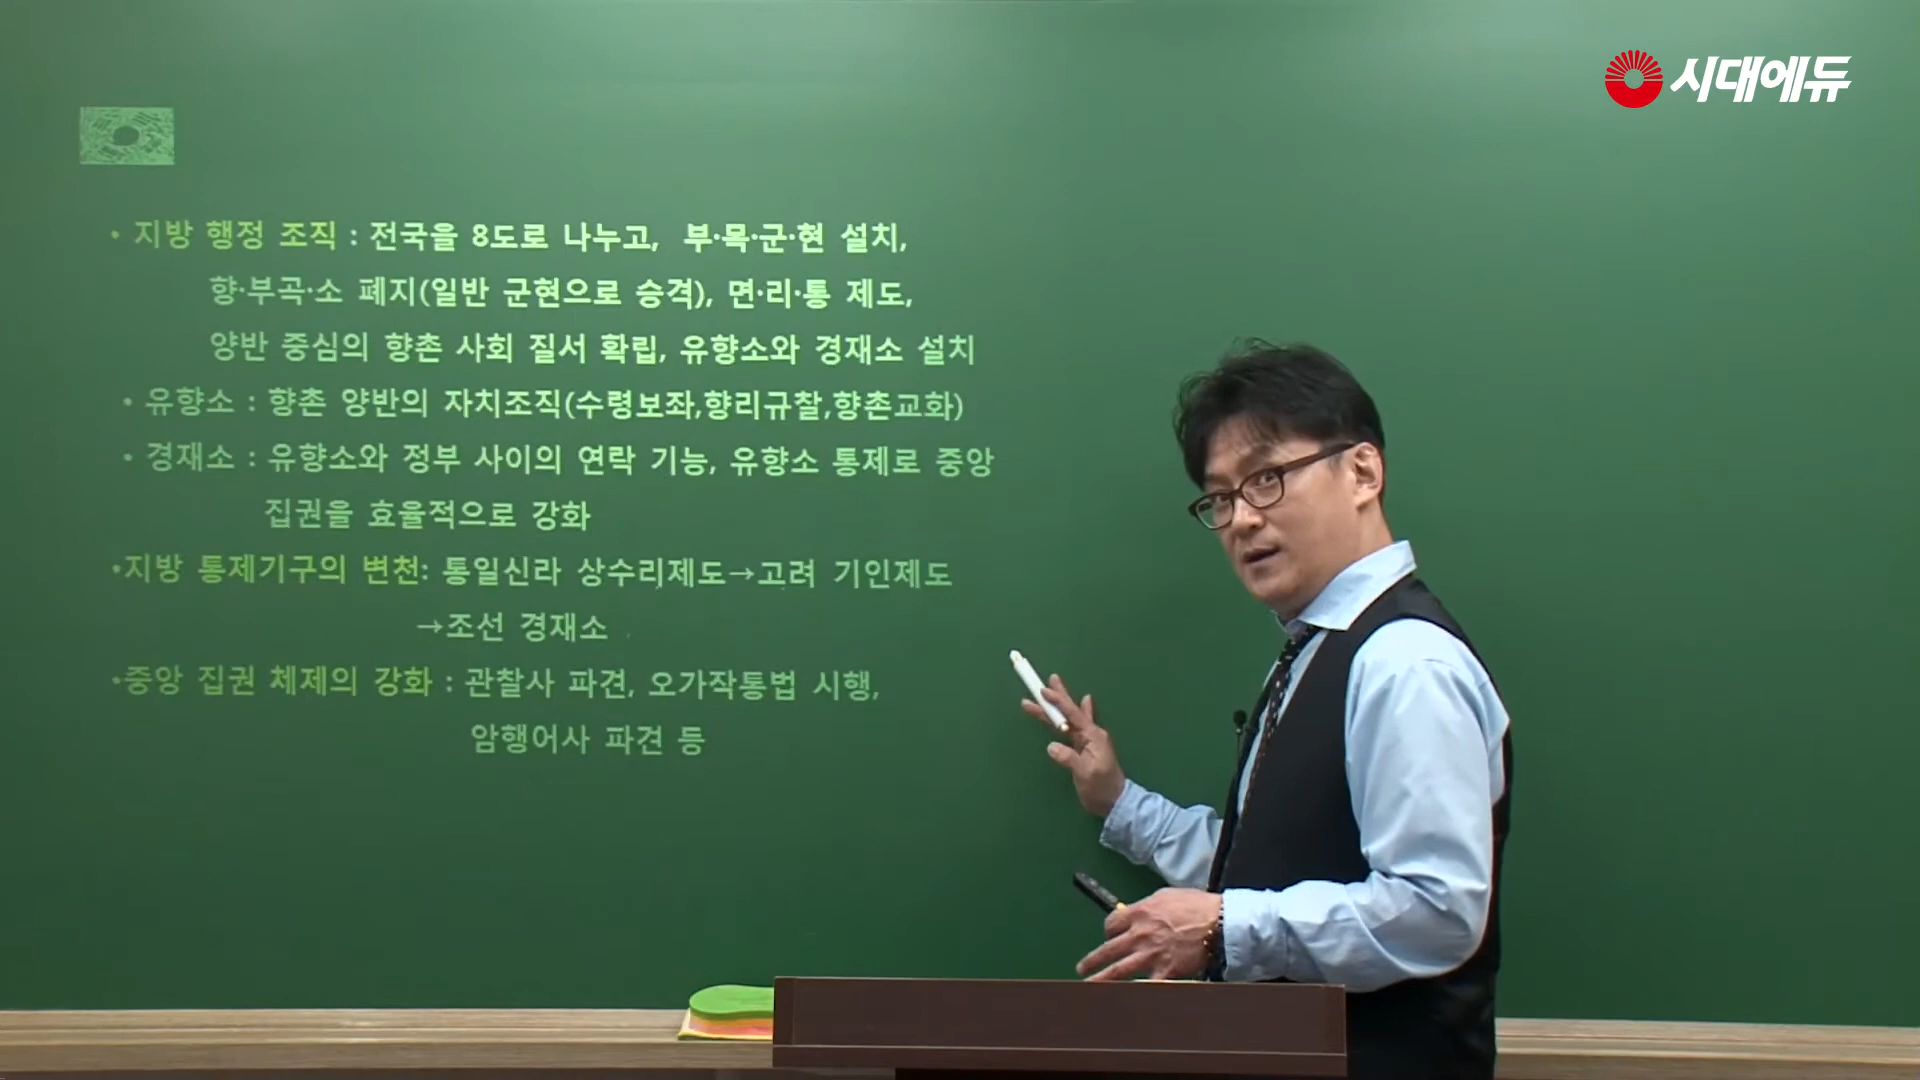 시대에듀
• 지방 행정 조직 : 전국을 8도로 나누고, 부·목·군·현 설치,
향·부곡·소 폐지(일반 군현으로 승격), 면·리·통 제도,
양반 중심의 향촌 사회 질서 확립, 유향소와 경재소 설치
• 유향소 : 향촌 양반의 자치조직(수령보좌,향리규찰,향촌교화)
• 경재소 : 유향소와 정부 사이의 연락 기능, 유향소 통제로 중앙
집권을 효율적으로 강화
•지방 통제기구의 변천: 통일신라 상수리제도→고려 기인제도
→조선 경재소
•중앙 집권 체제의 강화 : 관찰사 파견, 오가작통법 시행,
암행어사 파견 등